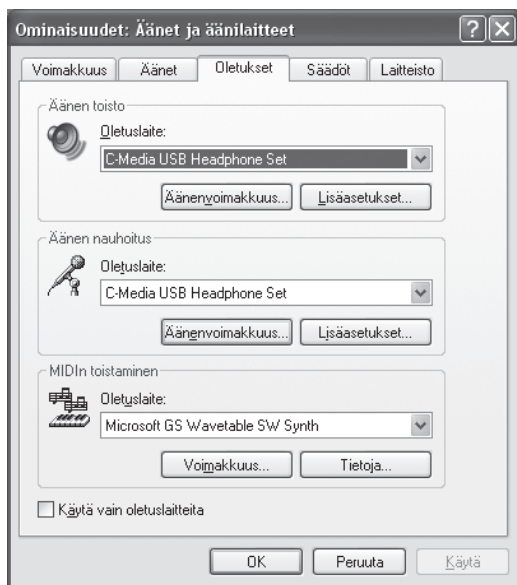 Ominaisuudet: Äänet ja äänilaitteet
Voimakkuus Äänet Oletukset Säädöt Laitteisto
Äänen toisto
Oletuslaite:
C-Media USB Headphone Set
Äänenvoimakkuus... Lisäasetukset...
Äänen nauhoitus
Oletuslaite:
C-Media USB Headphone Set
Äänenvoimakkuus... Lisäasetukset...
MIDIn toistaminen
Oletuslaite:
Microsoft GS Wavetable SW Synth
Voimakkuus... Tietoja...
Käytä vain oletuslaitteita
OK Peruuta Käytä